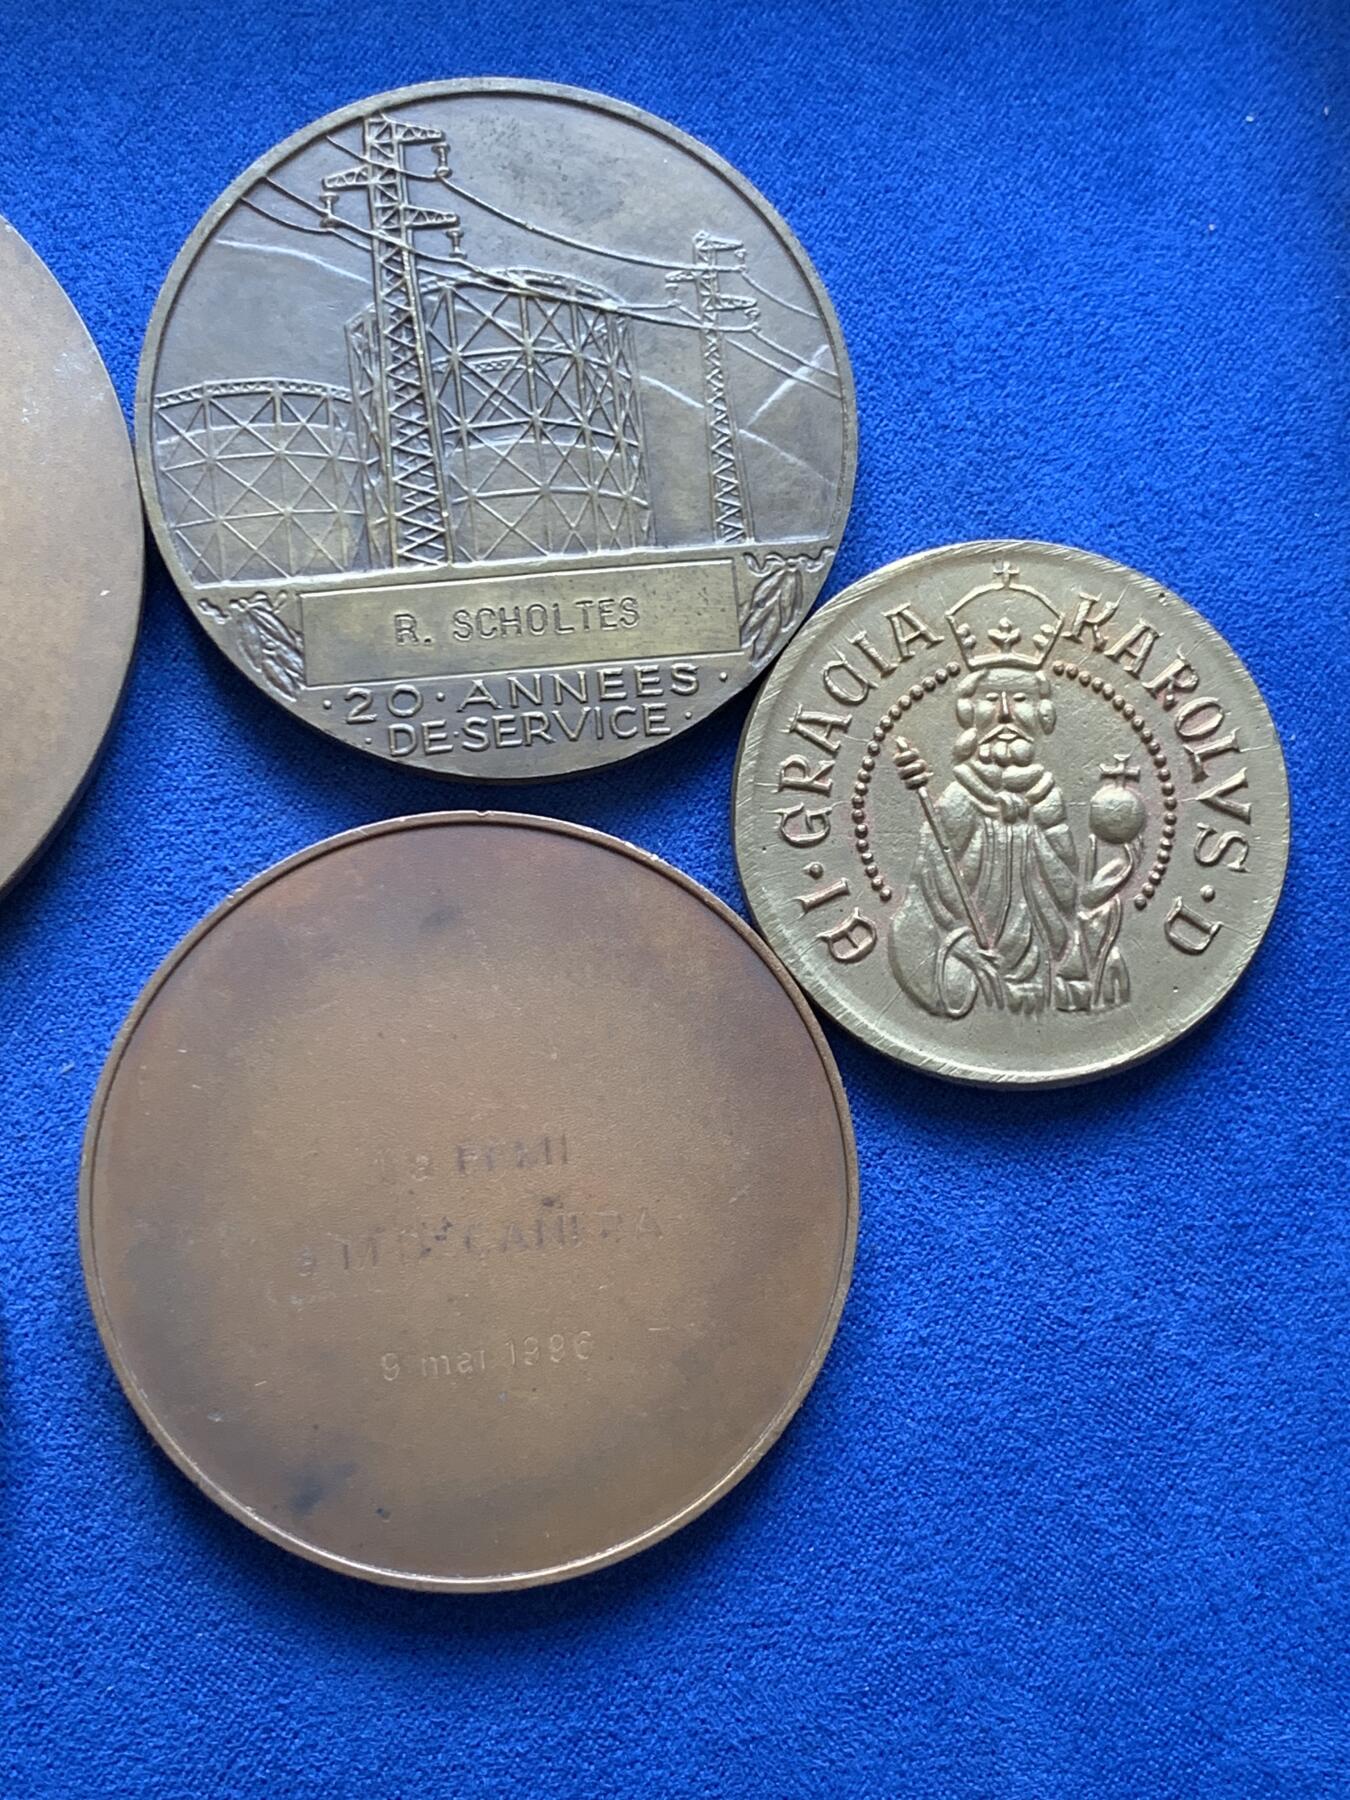 R. SCHOLTES
· 20 · ANNEES ·
· DE·SERVICE ·
KAROLVS · D
EI · GRACIA
9 mai 1996